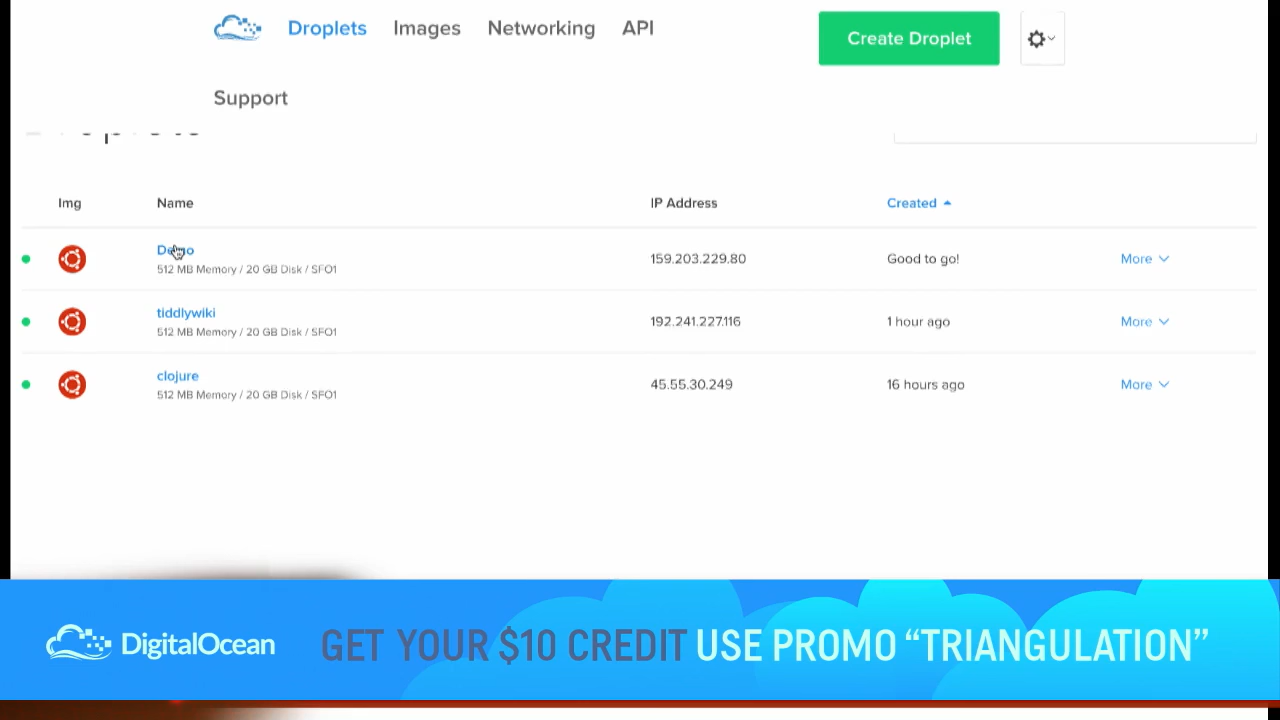 Droplets Images Networking API Create Droplet
Support
Img Name IP Address Created
Demo
512 MB Memory / 20 GB Disk / SFO1 159.203.229.80 Good to go! More
tiddlywiki
512 MB Memory / 20 GB Disk / SFO1 192.241.227.116 1 hour ago More
clojure
512 MB Memory / 20 GB Disk / SFO1 45.55.30.249 16 hours ago More
DigitalOcean GET YOUR $10 CREDIT USE PROMO “TRIANGULATION”